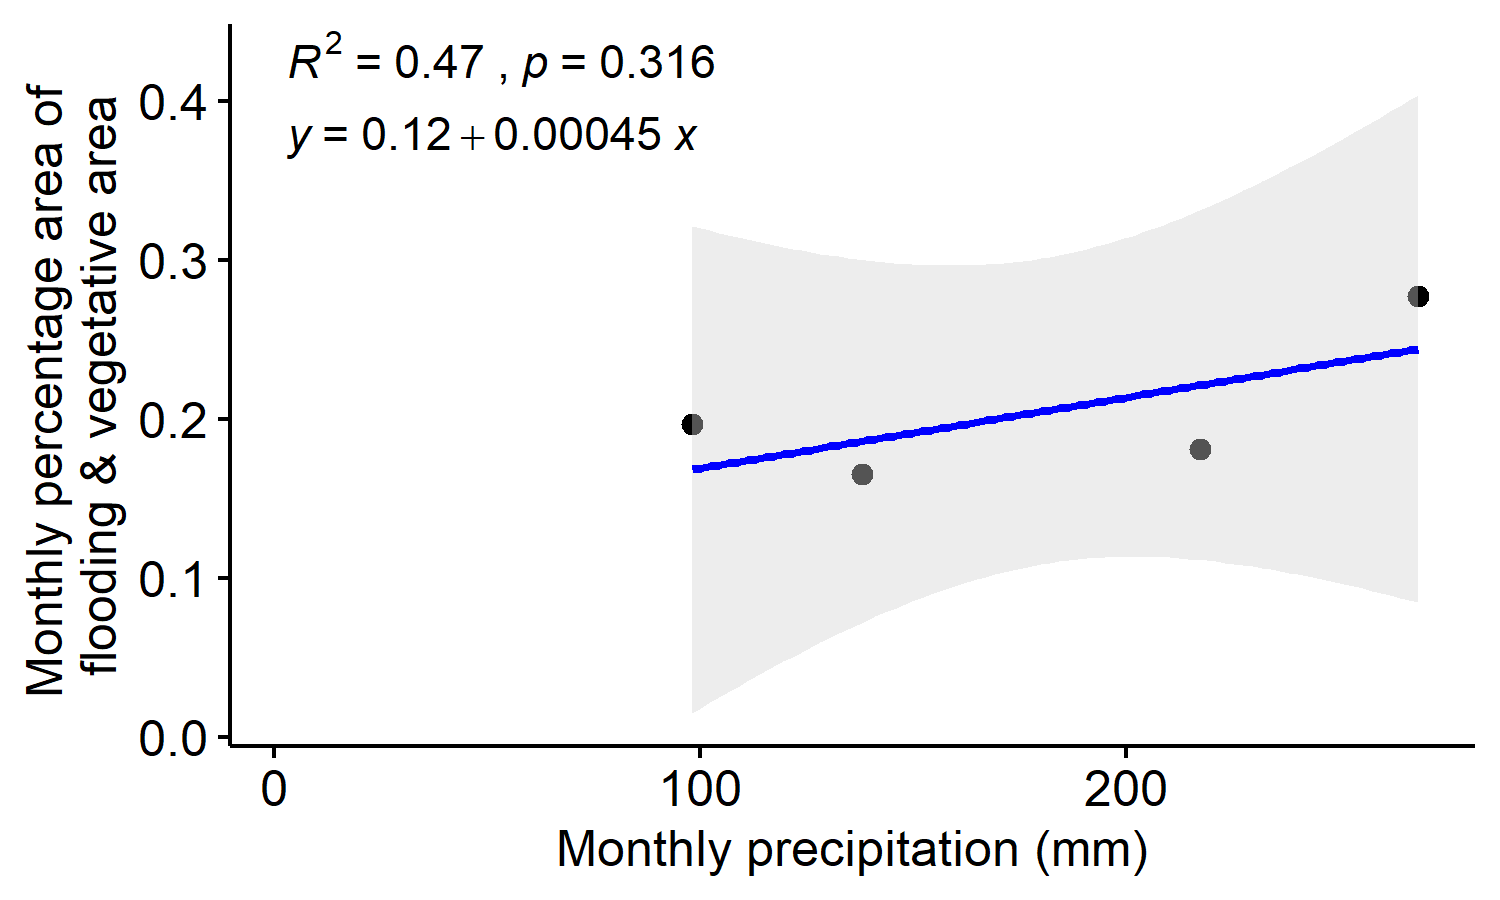 R² = 0.47 , p = 0.316
y = 0.12 + 0.00045 x
Monthly percentage area of
flooding & vegetative area
0.4
0.3
0.2
0.1
0.0
0 100 200
Monthly precipitation (mm)